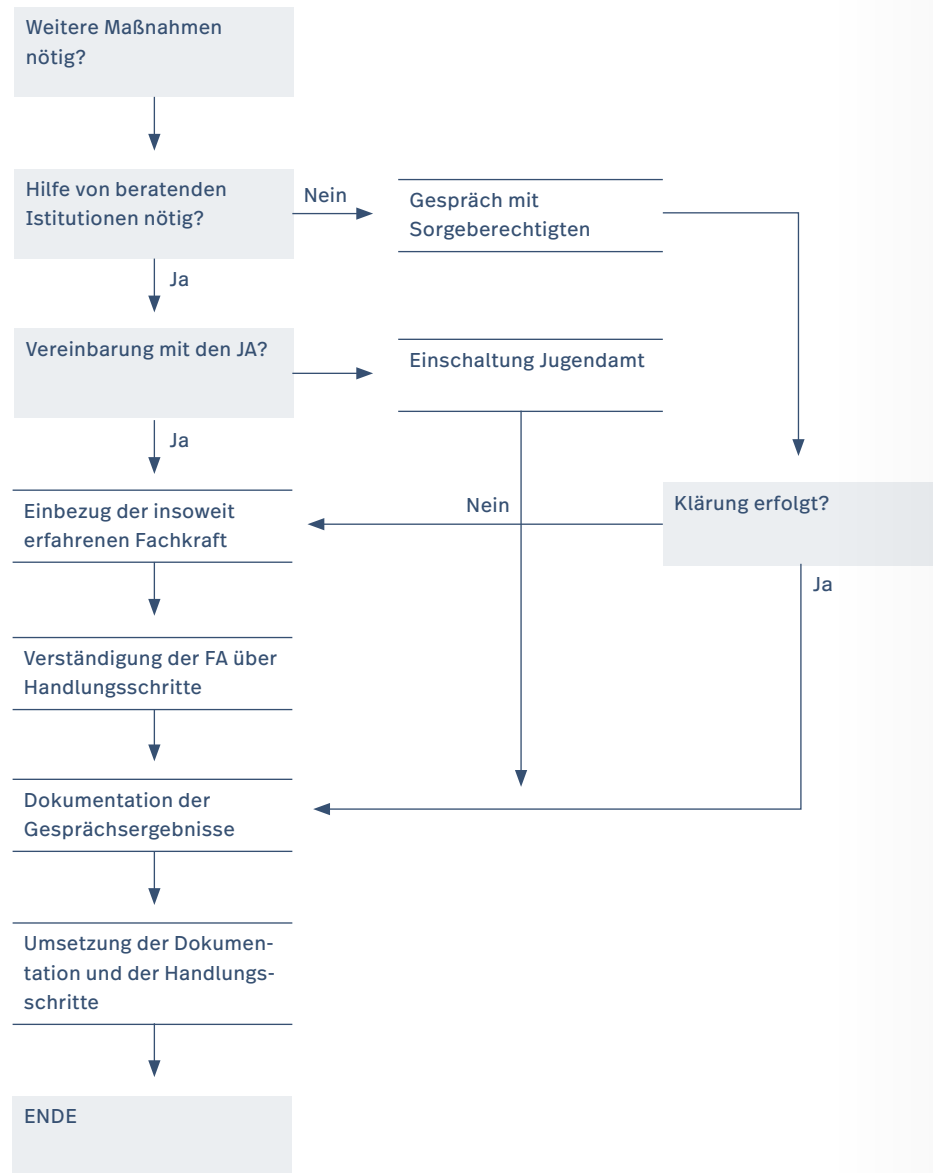 Weitere Maßnahmen
nötig?
Hilfe von beratenden
Istitutionen nötig?
Nein
Gespräch mit
Sorgeberechtigten
Ja
Vereinbarung mit den JA?
Einschaltung Jugendamt
Ja
Einbezug der insoweit
erfahrenen Fachkraft
Nein
Klärung erfolgt?
Ja
Verständigung der FA über
Handlungsschritte
Dokumentation der
Gesprächsergebnisse
Umsetzung der Dokumen-
tation und der Handlungs-
schritte
ENDE